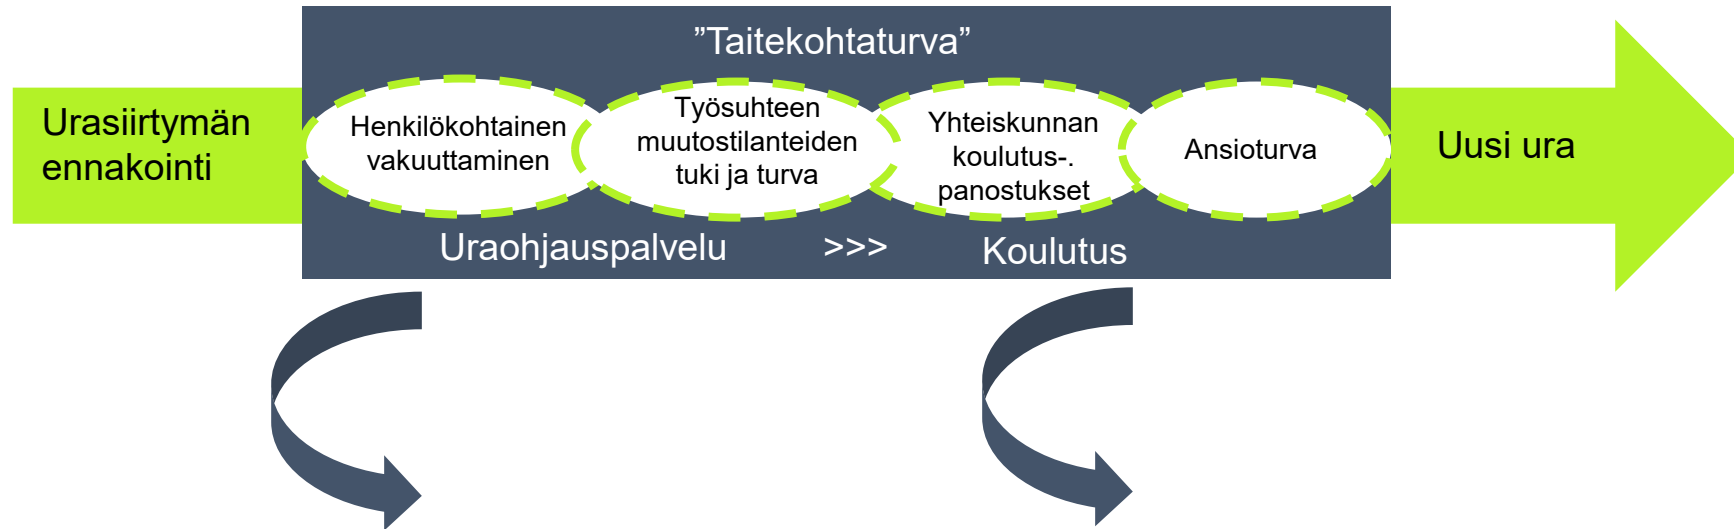 ”Taitekohtaturva”
Urasiirtymän
ennakointi
Henkilökohtainen
vakuuttaminen
Työsuhteen
muutostilanteiden
tuki ja turva
Yhteiskunnan
koulutus-.
panostukset
Ansioturva
Uusi ura
Uraohjauspalvelu >>> Koulutus